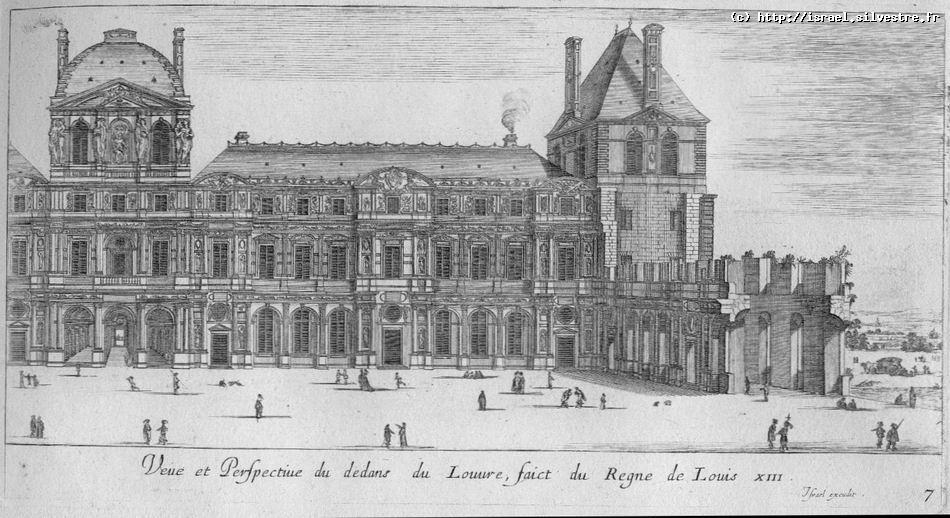 (c) http://israel.silvestre.fr
Veüe et Perſpectiue du dedans du Louure, faict du Regne de Louis XIII.
Iſrael excudit.
7